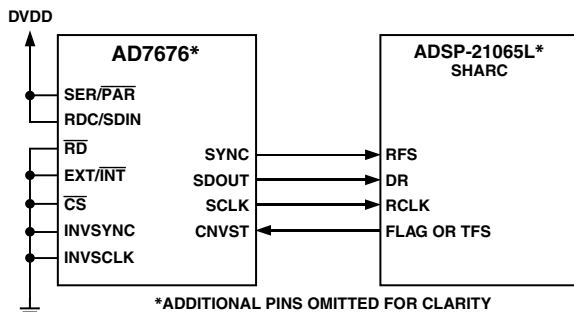 DVDD
AD7676*
SER/PAR
RDC/SDIN
RD
EXT/INT
CS
INVSYNC
INVSCLK
SYNC
SDOUT
SCLK
CNVST
ADSP-21065L*
SHARC
RFS
DR
RCLK
FLAG OR TFS
*ADDITIONAL PINS OMITTED FOR CLARITY